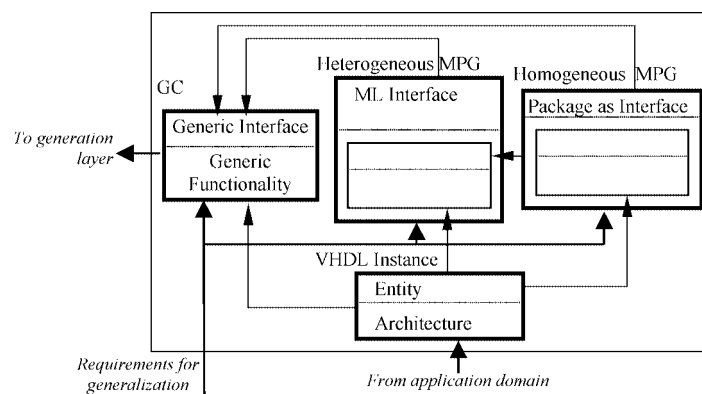 Heterogeneous MPG
Homogeneous MPG
GC
ML Interface
Package as Interface
Generic Interface
To generation
layer
Generic
Functionality
VHDL Instance
Entity
Architecture
Requirements for
generalization
From application domain